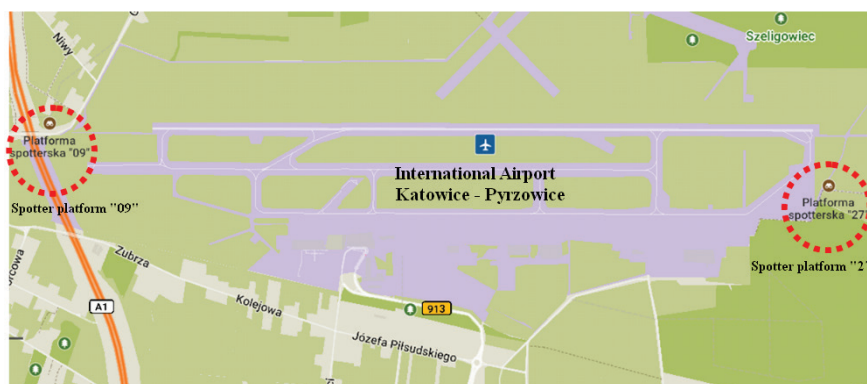 Niwy
Szeligowiec
Platforma
spotterska "09"
International Airport
Katowice - Pyrzowice
Platforma
spotterska "27
Spotter platform "09"
Zubrza
Spotter platform "2
orcowa
A1
Kolejowa
913
Józefa Piłsudskiego